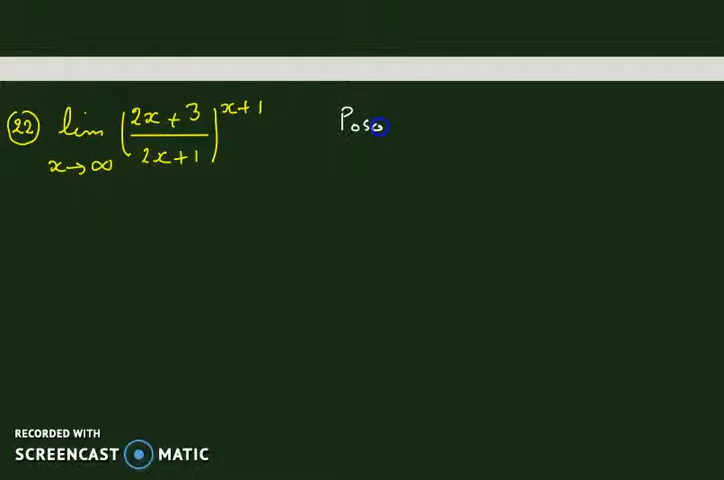 22 lim x→∞ (2x + 3 / 2x + 1)^x+1
Poso
RECORDED WITH
SCREENCAST MATIC